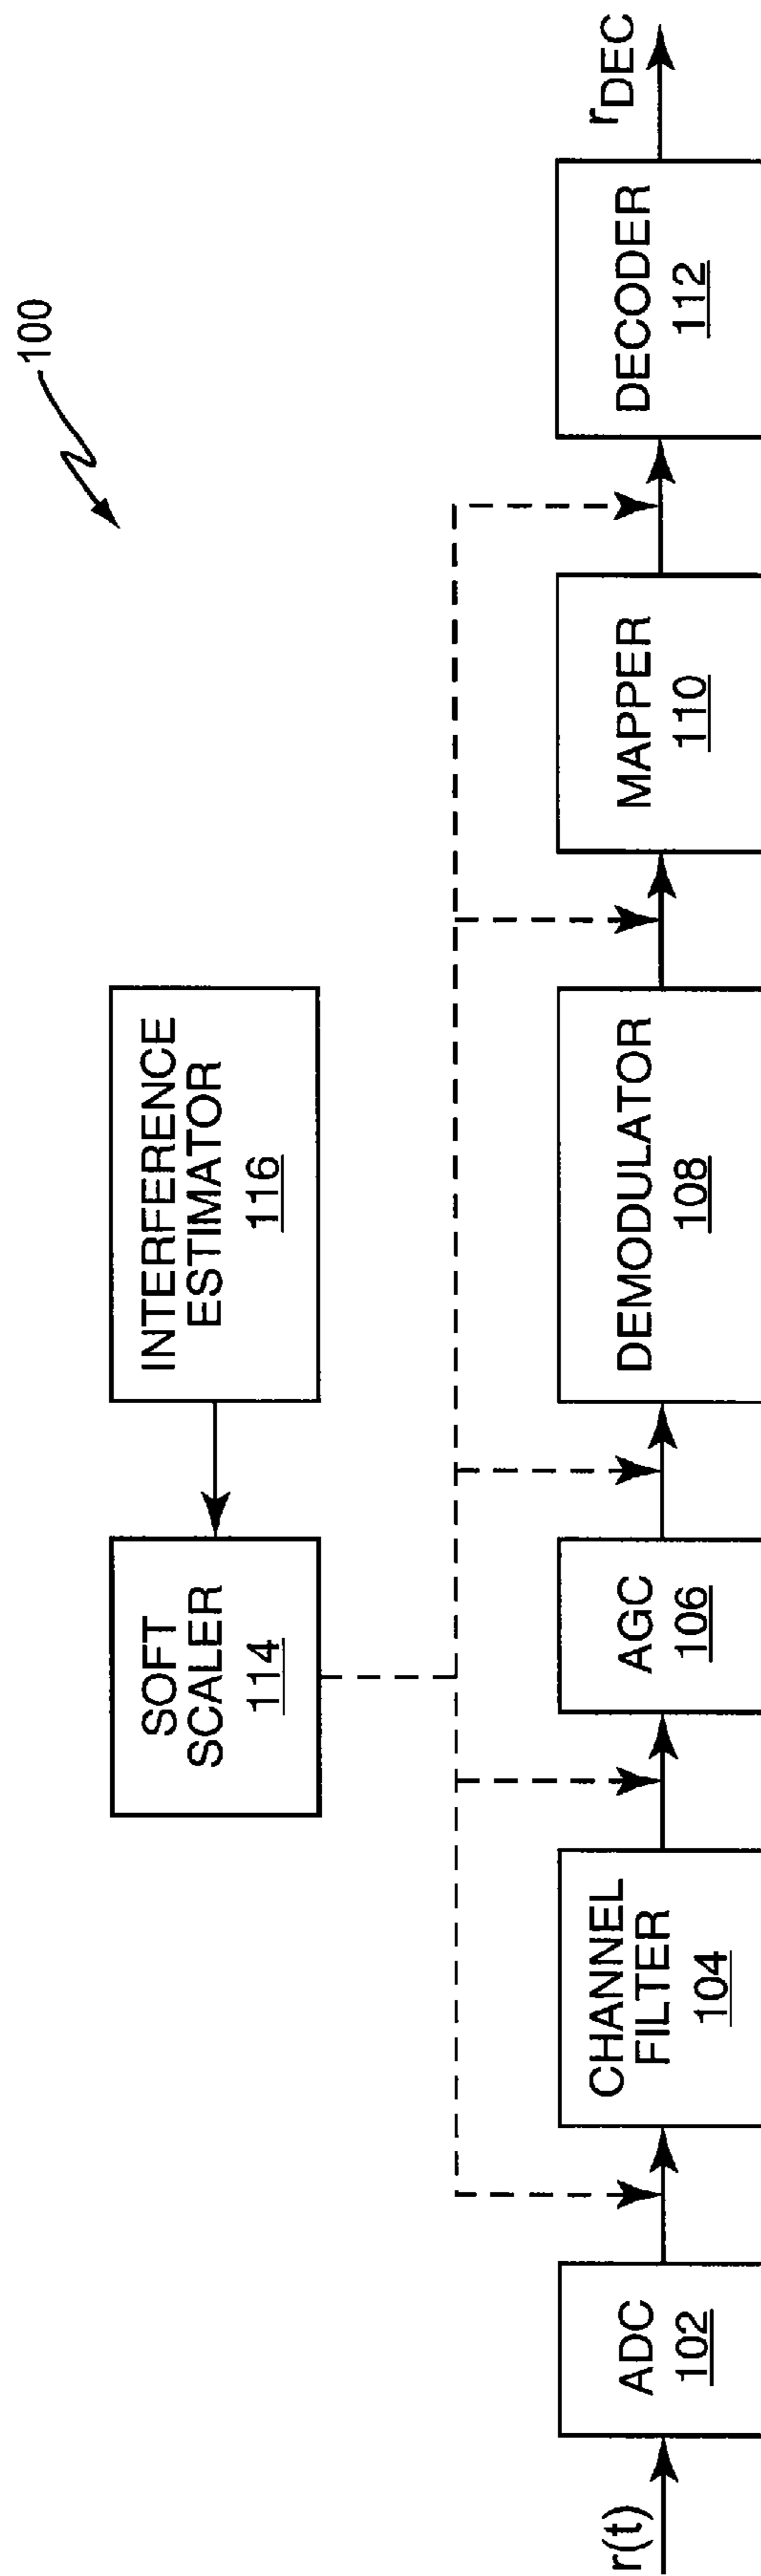 100
INTERFERENCE
ESTIMATOR
116
SOFT
SCALER
114
r(t)
ADC
102
CHANNEL
FILTER
104
AGC
106
DEMODULATOR
108
MAPPER
110
DECODER
112
rDEC